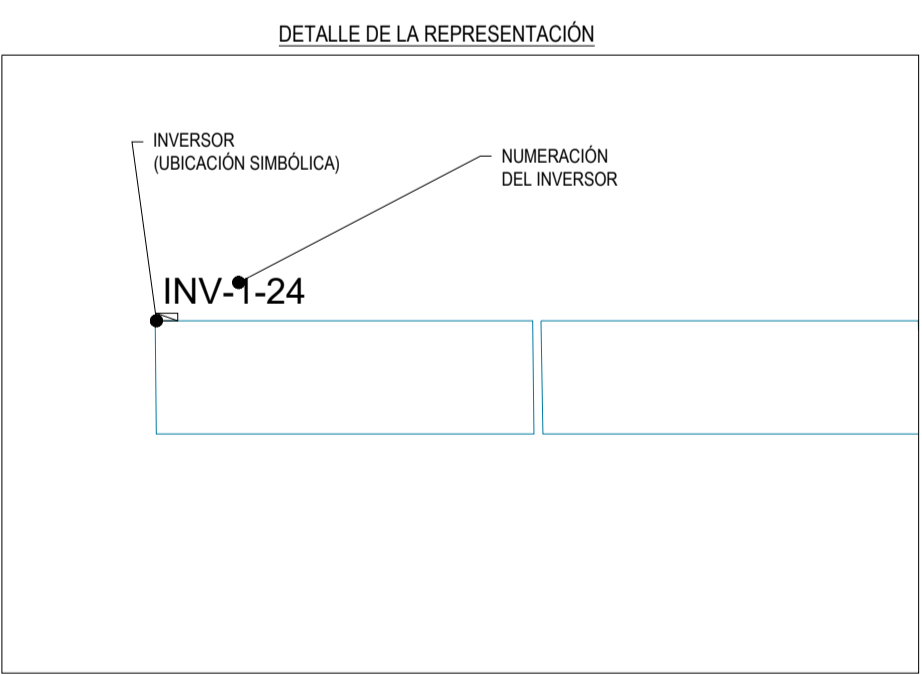 DETALLE DE LA REPRESENTACIÓN
INVERSOR
(UBICACIÓN SIMBÓLICA)
NUMERACIÓN
DEL INVERSOR
INV-1-24